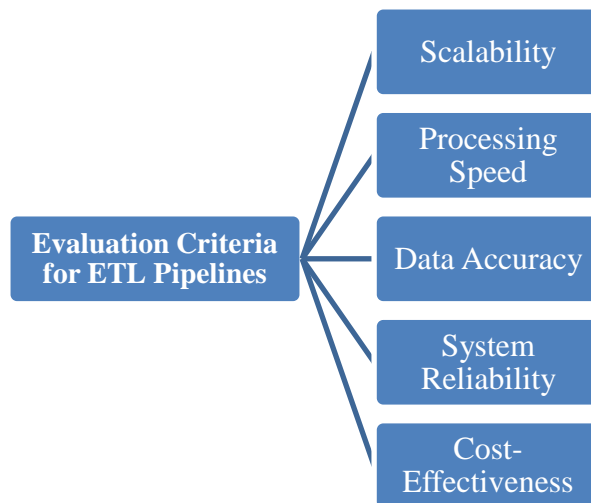 Scalability
Processing
Speed
Evaluation Criteria
for ETL Pipelines
Data Accuracy
System
Reliability
Cost-
Effectiveness